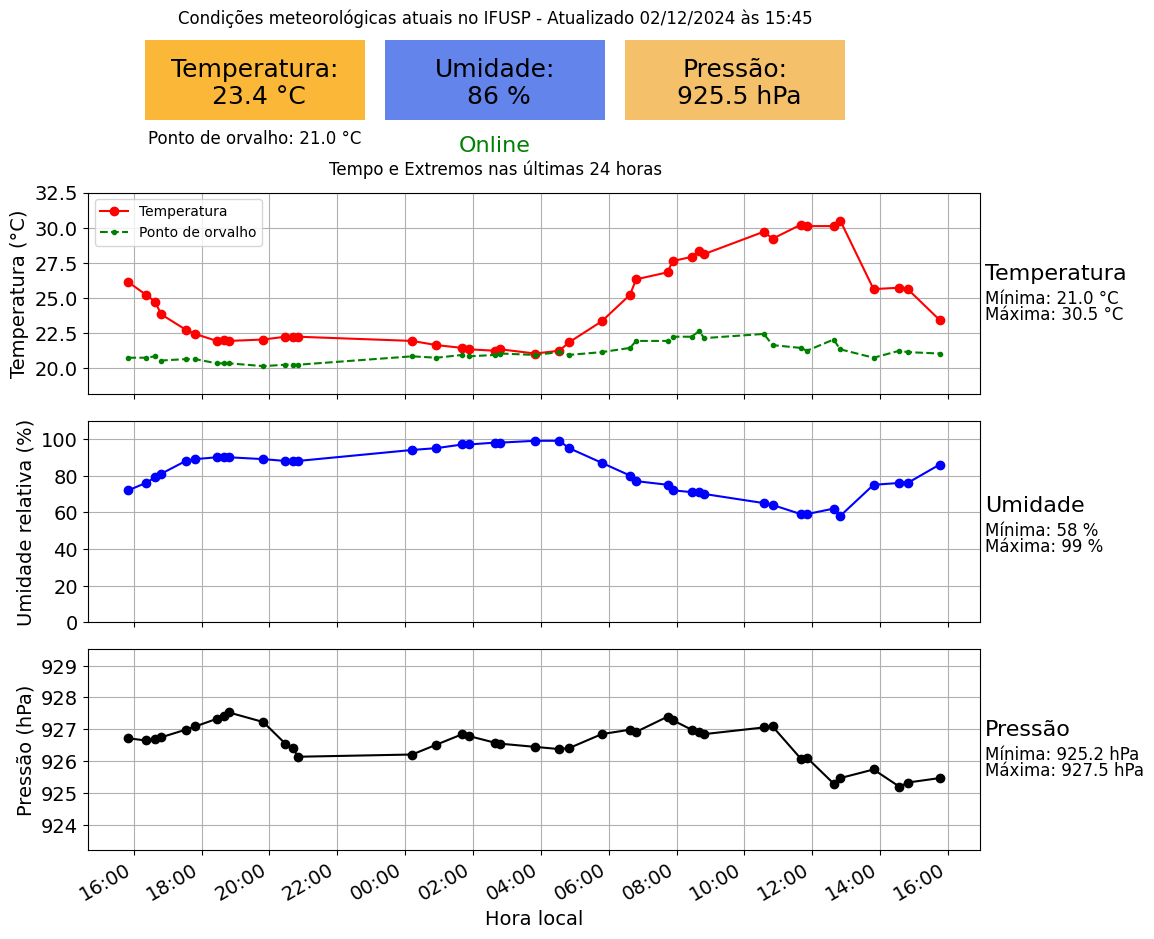 Condições meteorológicas atuais no IFUSP - Atualizado 02/12/2024 às 15:45
Temperatura:
23.4 °C
Umidade:
86 %
Pressão:
925.5 hPa
Ponto de orvalho: 21.0 °C
Online
Tempo e Extremos nas últimas 24 horas
Temperatura (°C)
32.5
30.0
27.5
25.0
22.5
20.0
Temperatura
Ponto de orvalho
Temperatura
Mínima: 21.0 °C
Máxima: 30.5 °C
Umidade relativa (%)
100
80
60
40
20
0
Umidade
Mínima: 58 %
Máxima: 99 %
Pressão (hPa)
929
928
927
926
925
924
Pressão
Mínima: 925.2 hPa
Máxima: 927.5 hPa
16:00 18:00 20:00 22:00 00:00 02:00 04:00 06:00 08:00 10:00 12:00 14:00 16:00
Hora local